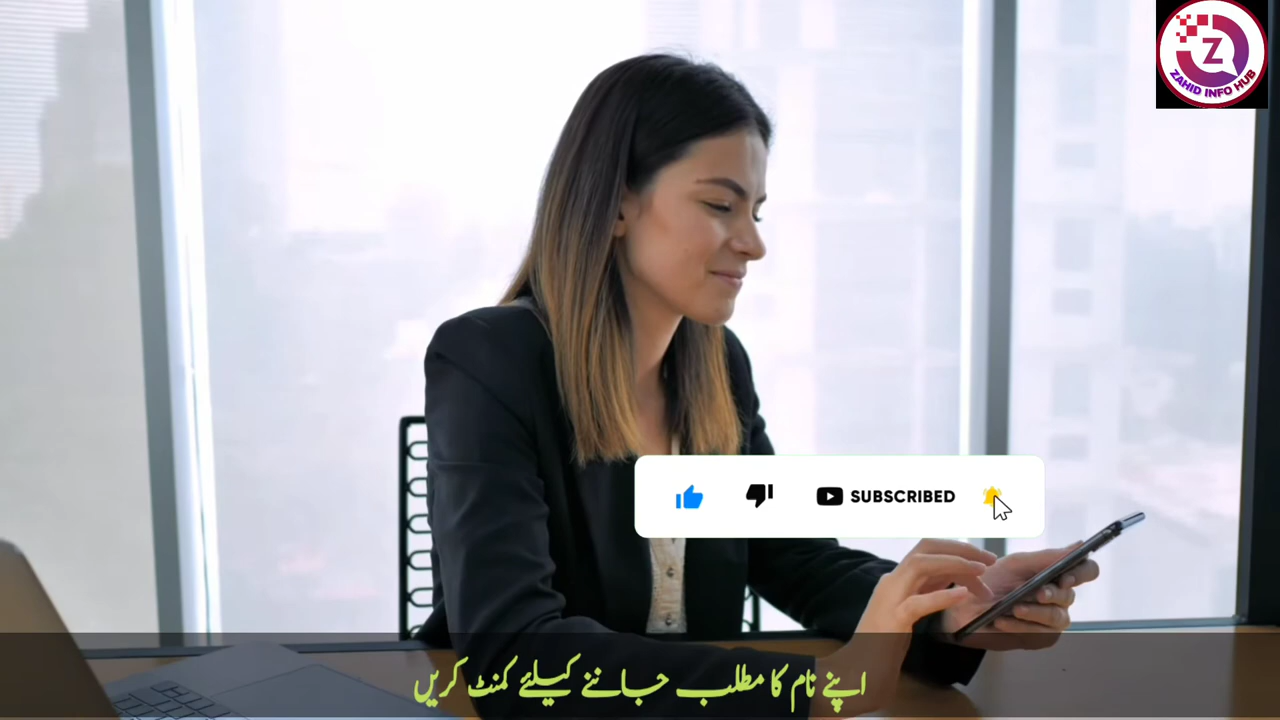 Z
ZAHID INFO HUB
SUBSCRIBED
اپنے نام کا مطلب جاننے کیلئے کمنٹ کریں